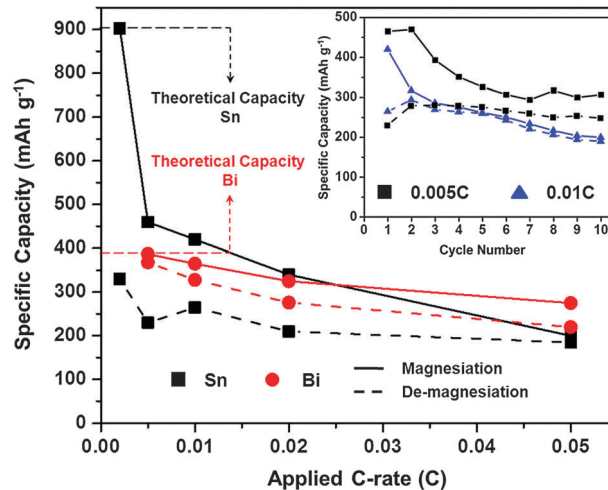 Specific Capacity (mAh g⁻¹)
900
800
700
600
500
400
300
200
100
0
0.00
0.01
0.02
0.03
0.04
0.05
Applied C-rate (C)
Theoretical Capacity
Sn
Theoretical Capacity
Bi
Sn
Bi
Magnesiation
De-magnesiation
Specific Capacity (mAh g⁻¹)
500
400
300
200
100
0
0.005C
0.01C
1 2 3 4 5 6 7 8 9 10
Cycle Number